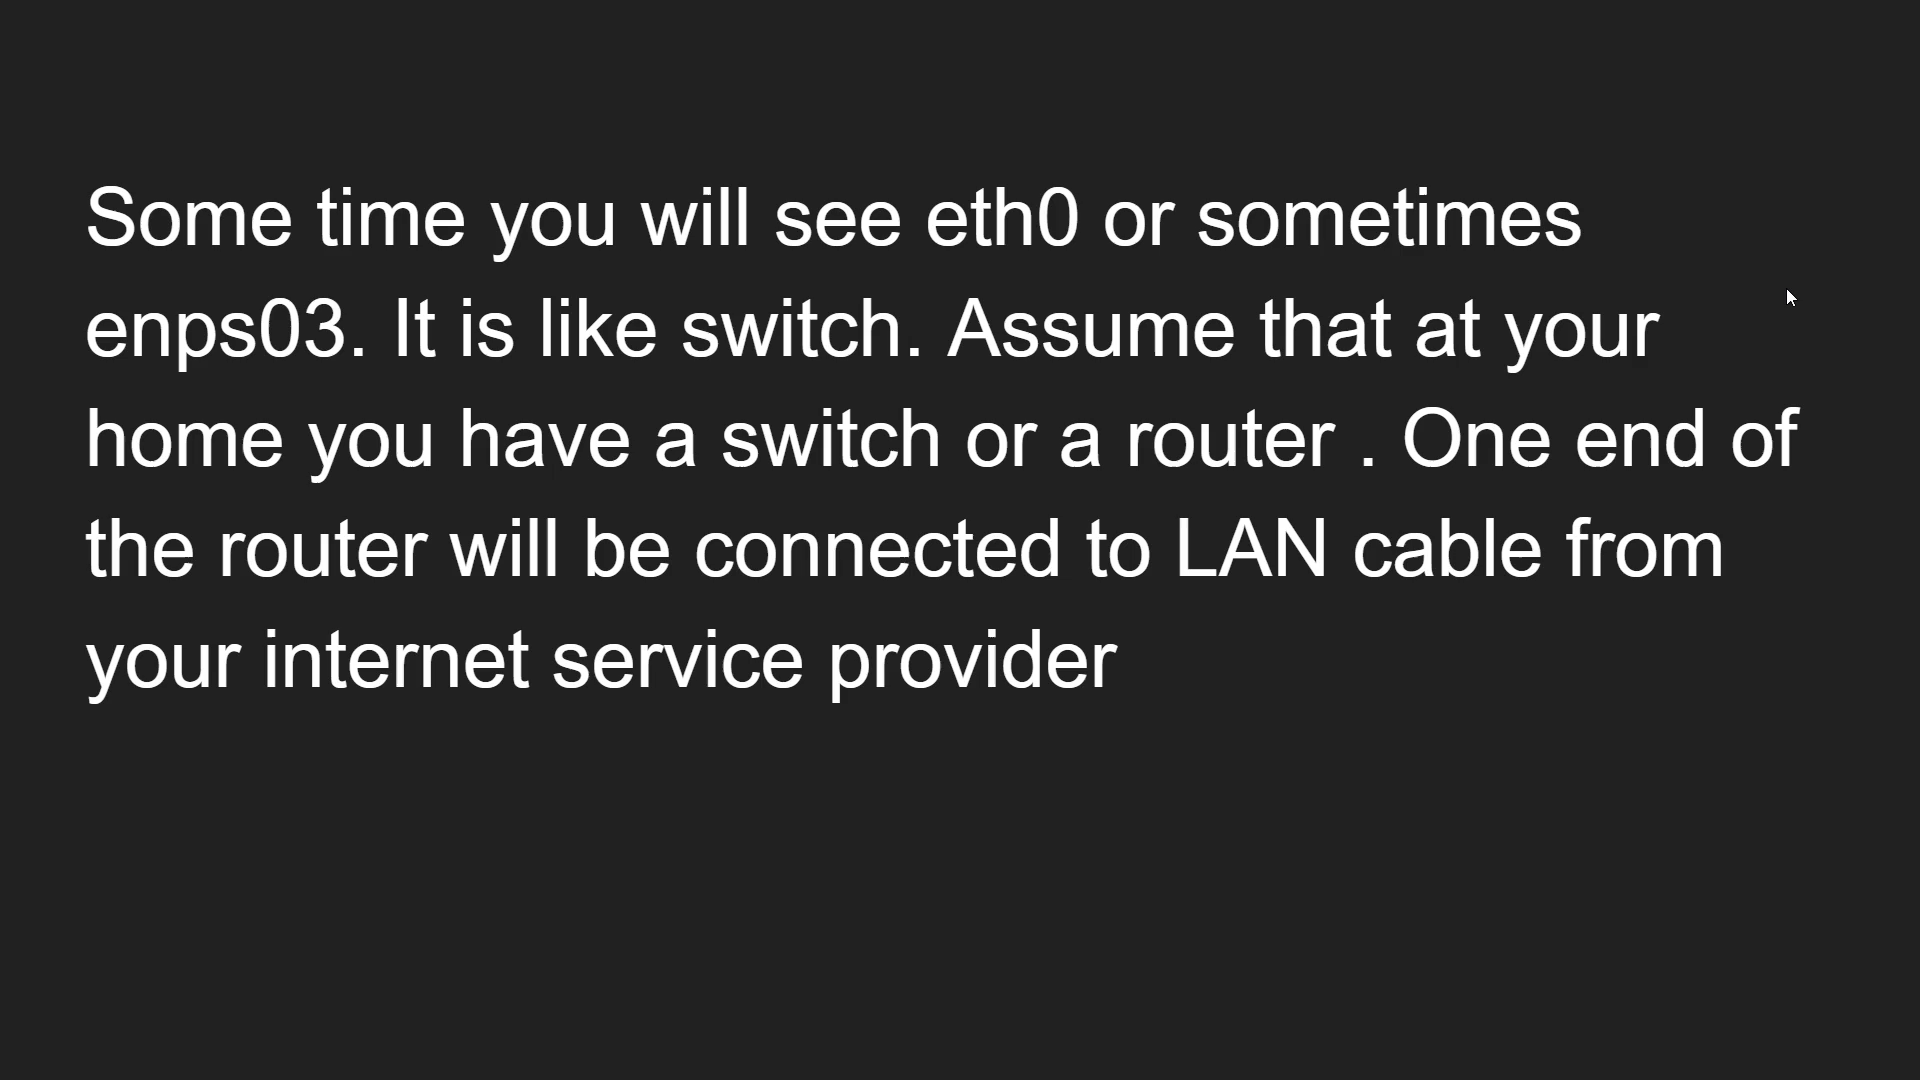 Some time you will see eth0 or sometimes
enps03. It is like switch. Assume that at your
home you have a switch or a router . One end of
the router will be connected to LAN cable from
your internet service provider